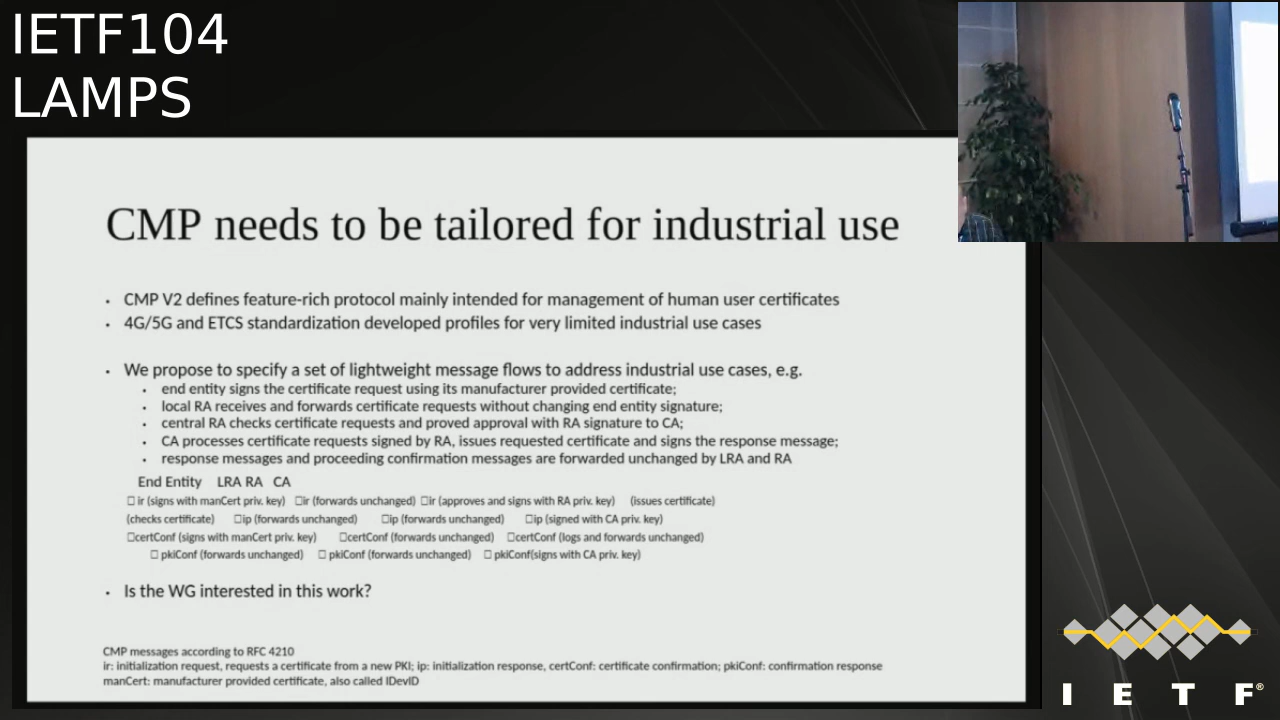 IETF104
LAMPS
CMP needs to be tailored for industrial use
• CMP V2 defines feature-rich protocol mainly intended for management of human user certificates
• 4G/5G and ETCS standardization developed profiles for very limited industrial use cases
• We propose to specify a set of lightweight message flows to address industrial use cases, e.g.
• end entity signs the certificate request using its manufacturer provided certificate;
• local RA receives and forwards certificate requests without changing end entity signature;
• central RA checks certificate requests and proved approval with RA signature to CA;
• CA processes certificate requests signed by RA, issues requested certificate and signs the response message;
• response messages and proceeding confirmation messages are forwarded unchanged by LRA and RA
End Entity LRA RA CA
□ ir (signs with manCert priv. key) □ir (forwards unchanged) □ir (approves and signs with RA priv. key) (issues certificate)
(checks certificate) □ip (forwards unchanged) □ip (forwards unchanged) □ip (signed with CA priv. key)
□certConf (signs with manCert priv. key) □certConf (forwards unchanged) □certConf (logs and forwards unchanged)
□ pkiConf (forwards unchanged) □ pkiConf (forwards unchanged) □ pkiConf(signs with CA priv. key)
• Is the WG interested in this work?
CMP messages according to RFC 4210
ir: initialization request, requests a certificate from a new PKI; ip: initialization response, certConf: certificate confirmation; pkiConf: confirmation response
manCert: manufacturer provided certificate, also called IDevID
I E T F®